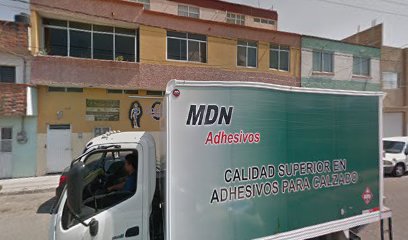 MDN
Adhesivos
CALIDAD SUPERIOR EN
ADHESIVOS PARA CALZADO